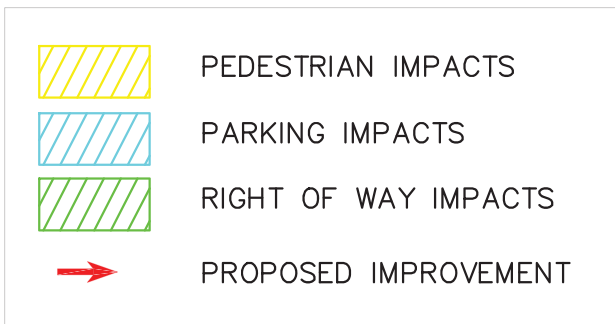 PEDESTRIAN IMPACTS
PARKING IMPACTS
RIGHT OF WAY IMPACTS
PROPOSED IMPROVEMENT